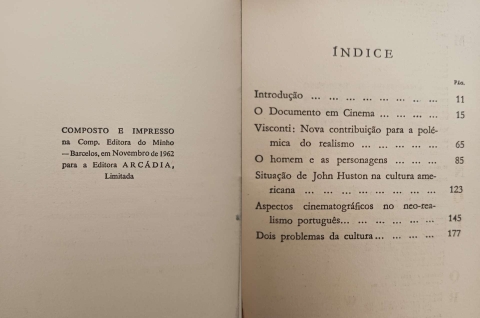 COMPOSTO E IMPRESSO
na Comp. Editora do Minho
—Barcelos, em Novembro de 1962
para a Editora ARCÁDIA,
Limitada
ÍNDICE
Pág.
Introdução ... ... ... ... ... ... ... 11
O Documento em Cinema ... ... ... ... 15
Visconti: Nova contribuição para a polé-
mica do realismo ... ... ... ... ... 65
O homem e as personagens ... ... ... 85
Situação de John Huston na cultura ame-
ricana ... ... ... ... ... ... ... ... 123
Aspectos cinematográficos no neo-rea-
lismo português... ... ... ... ... ... 145
Dois problemas da cultura... ... ... ... 177